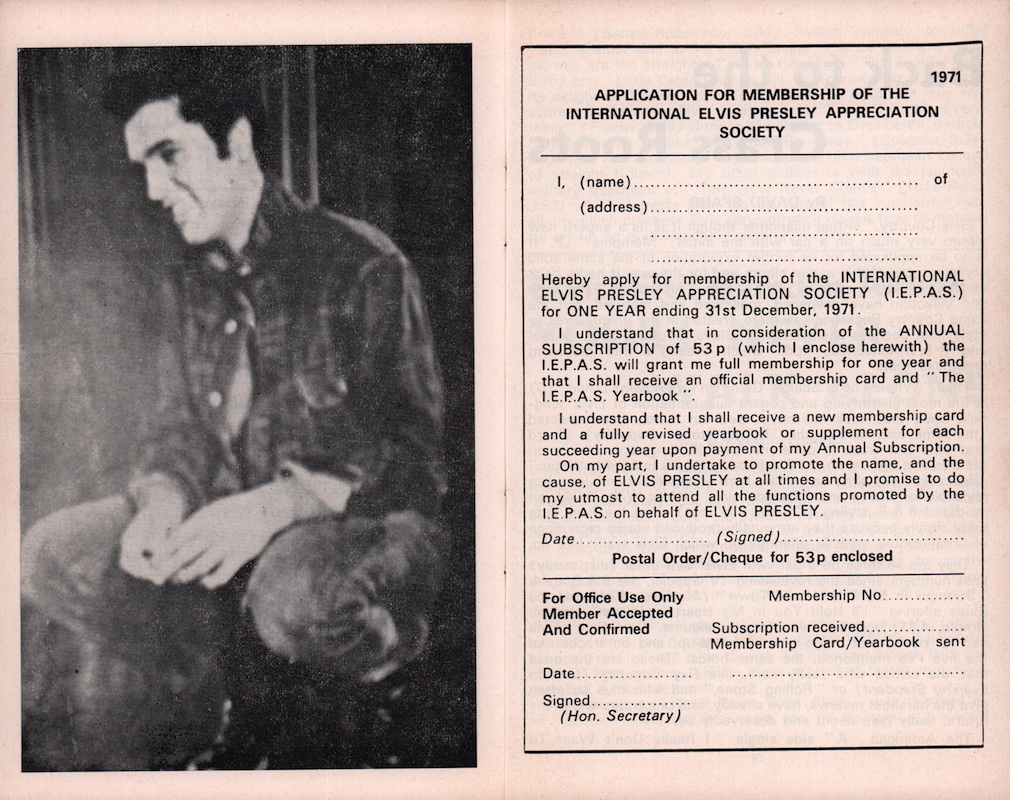 1971
APPLICATION FOR MEMBERSHIP OF THE
INTERNATIONAL ELVIS PRESLEY APPRECIATION
SOCIETY
I, (name)............................................... of
(address)............................................
............................................
............................................
Hereby apply for membership of the INTERNATIONAL
ELVIS PRESLEY APPRECIATION SOCIETY (I.E.P.A.S.)
for ONE YEAR ending 31st December, 1971.
I understand that in consideration of the ANNUAL
SUBSCRIPTION of 53p (which I enclose herewith) the
I.E.P.A.S. will grant me full membership for one year and
that I shall receive an official membership card and "The
I.E.P.A.S. Yearbook".
I understand that I shall receive a new membership card
and a fully revised yearbook or supplement for each
succeeding year upon payment of my Annual Subscription.
On my part, I undertake to promote the name, and the
cause, of ELVIS PRESLEY at all times and I promise to do
my utmost to attend all the functions promoted by the
I.E.P.A.S. on behalf of ELVIS PRESLEY.
Date...................... (Signed)..............................
Postal Order/Cheque for 53p enclosed
For Office Use Only Membership No..............
Member Accepted
And Confirmed Subscription received.................
Membership Card/Yearbook sent
Date................... .......................................
Signed.................
(Hon. Secretary)